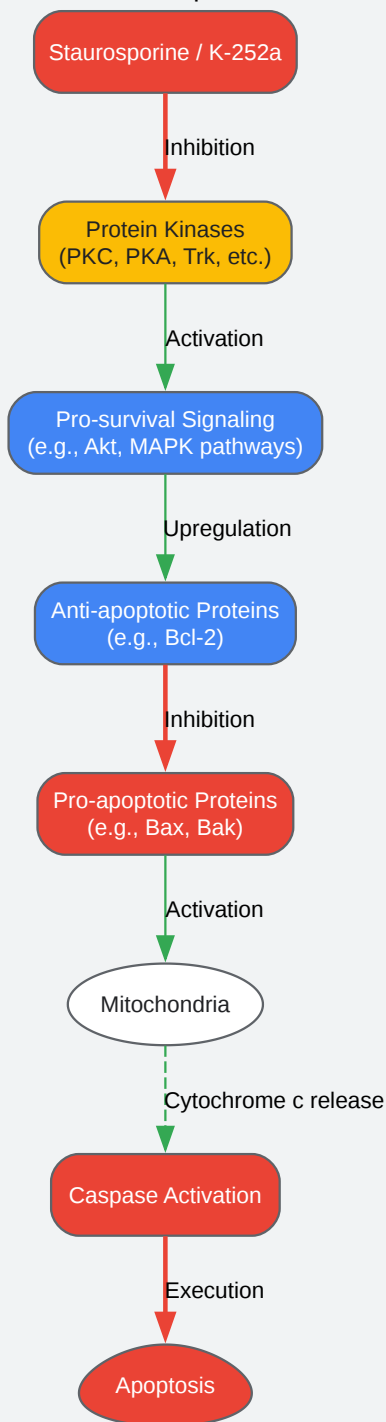 Staurosporine / K-252a
Inhibition
Protein Kinases
(PKC, PKA, Trk, etc.)
Activation
Pro-survival Signaling
(e.g., Akt, MAPK pathways)
Upregulation
Anti-apoptotic Proteins
(e.g., Bcl-2)
Inhibition
Pro-apoptotic Proteins
(e.g., Bax, Bak)
Activation
Mitochondria
Cytochrome c release
Caspase Activation
Execution
Apoptosis